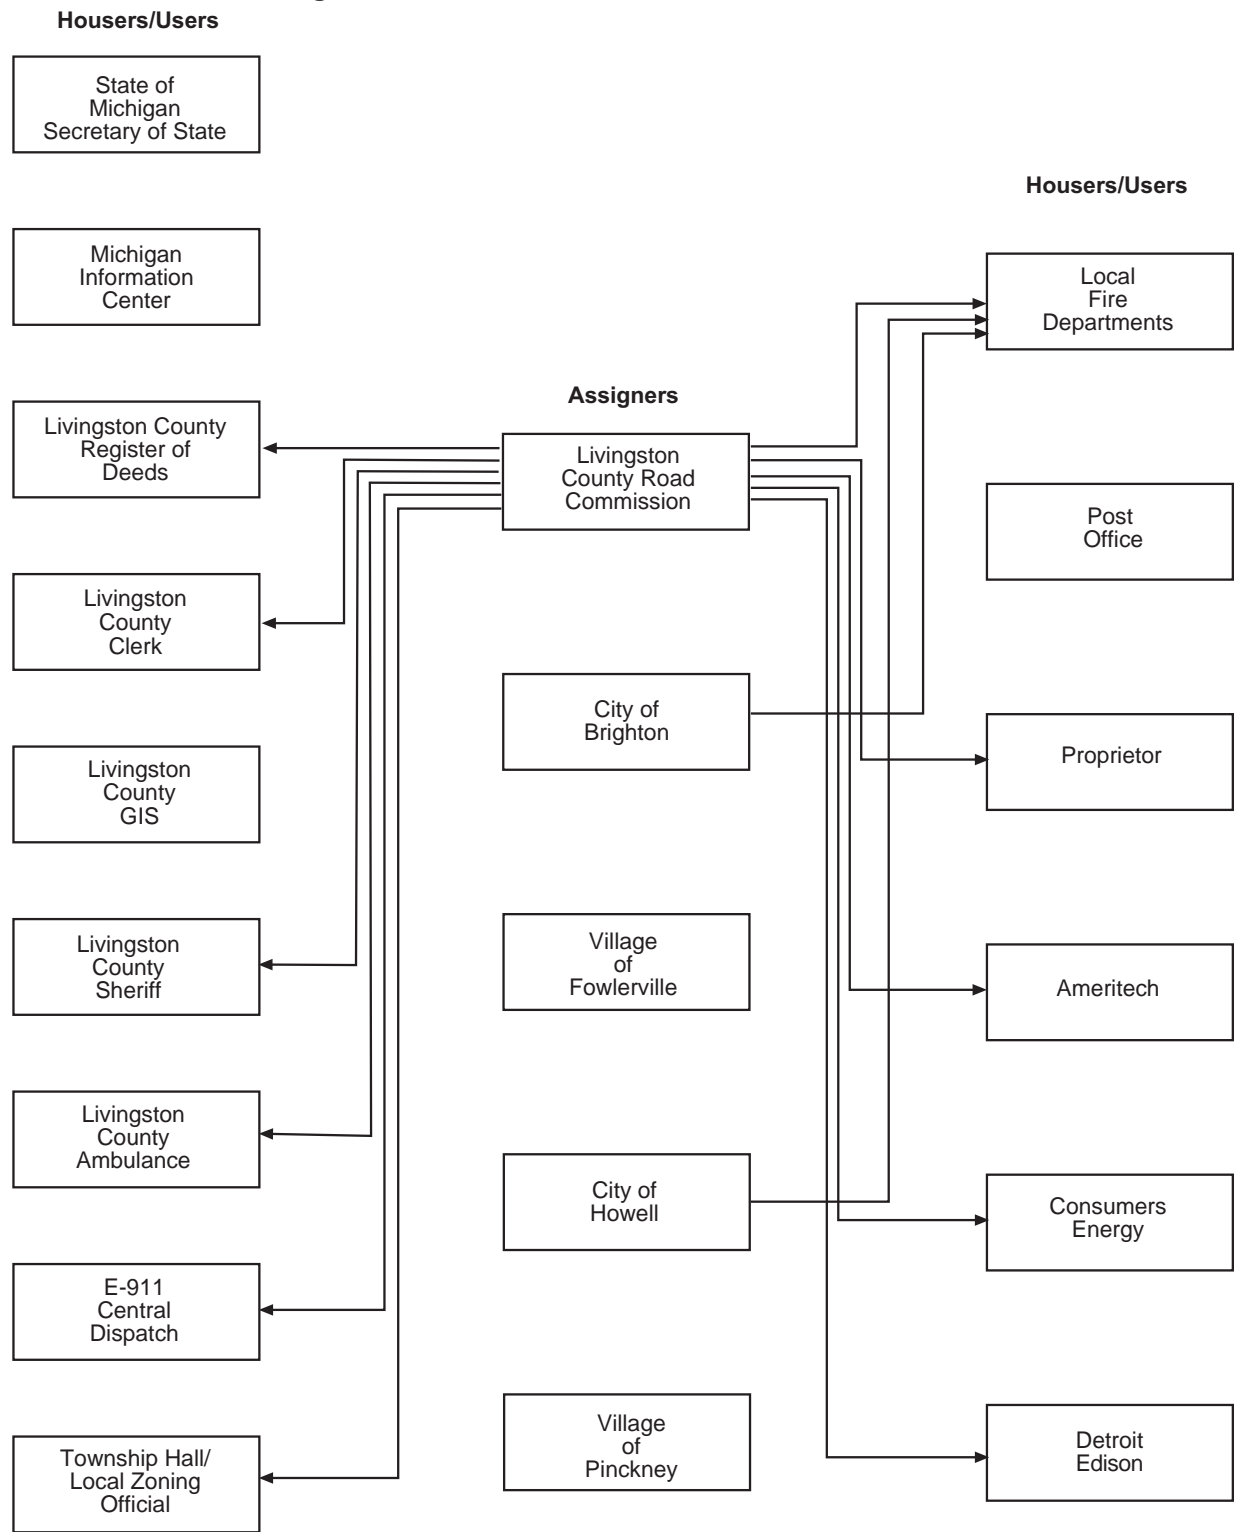 Housers/Users
State of
Michigan
Secretary of State
Michigan
Information
Center
Livingston County
Register of
Deeds
Livingston
County
Clerk
Livingston
County
GIS
Livingston
County
Sheriff
Livingston
County
Ambulance
E-911
Central
Dispatch
Township Hall/
Local Zoning
Official
Assigners
Livingston
County Road
Commission
City of
Brighton
Village
of
Fowlerville
City of
Howell
Village
of
Pinckney
Housers/Users
Local
Fire
Departments
Post
Office
Proprietor
Ameritech
Consumers
Energy
Detroit
Edison